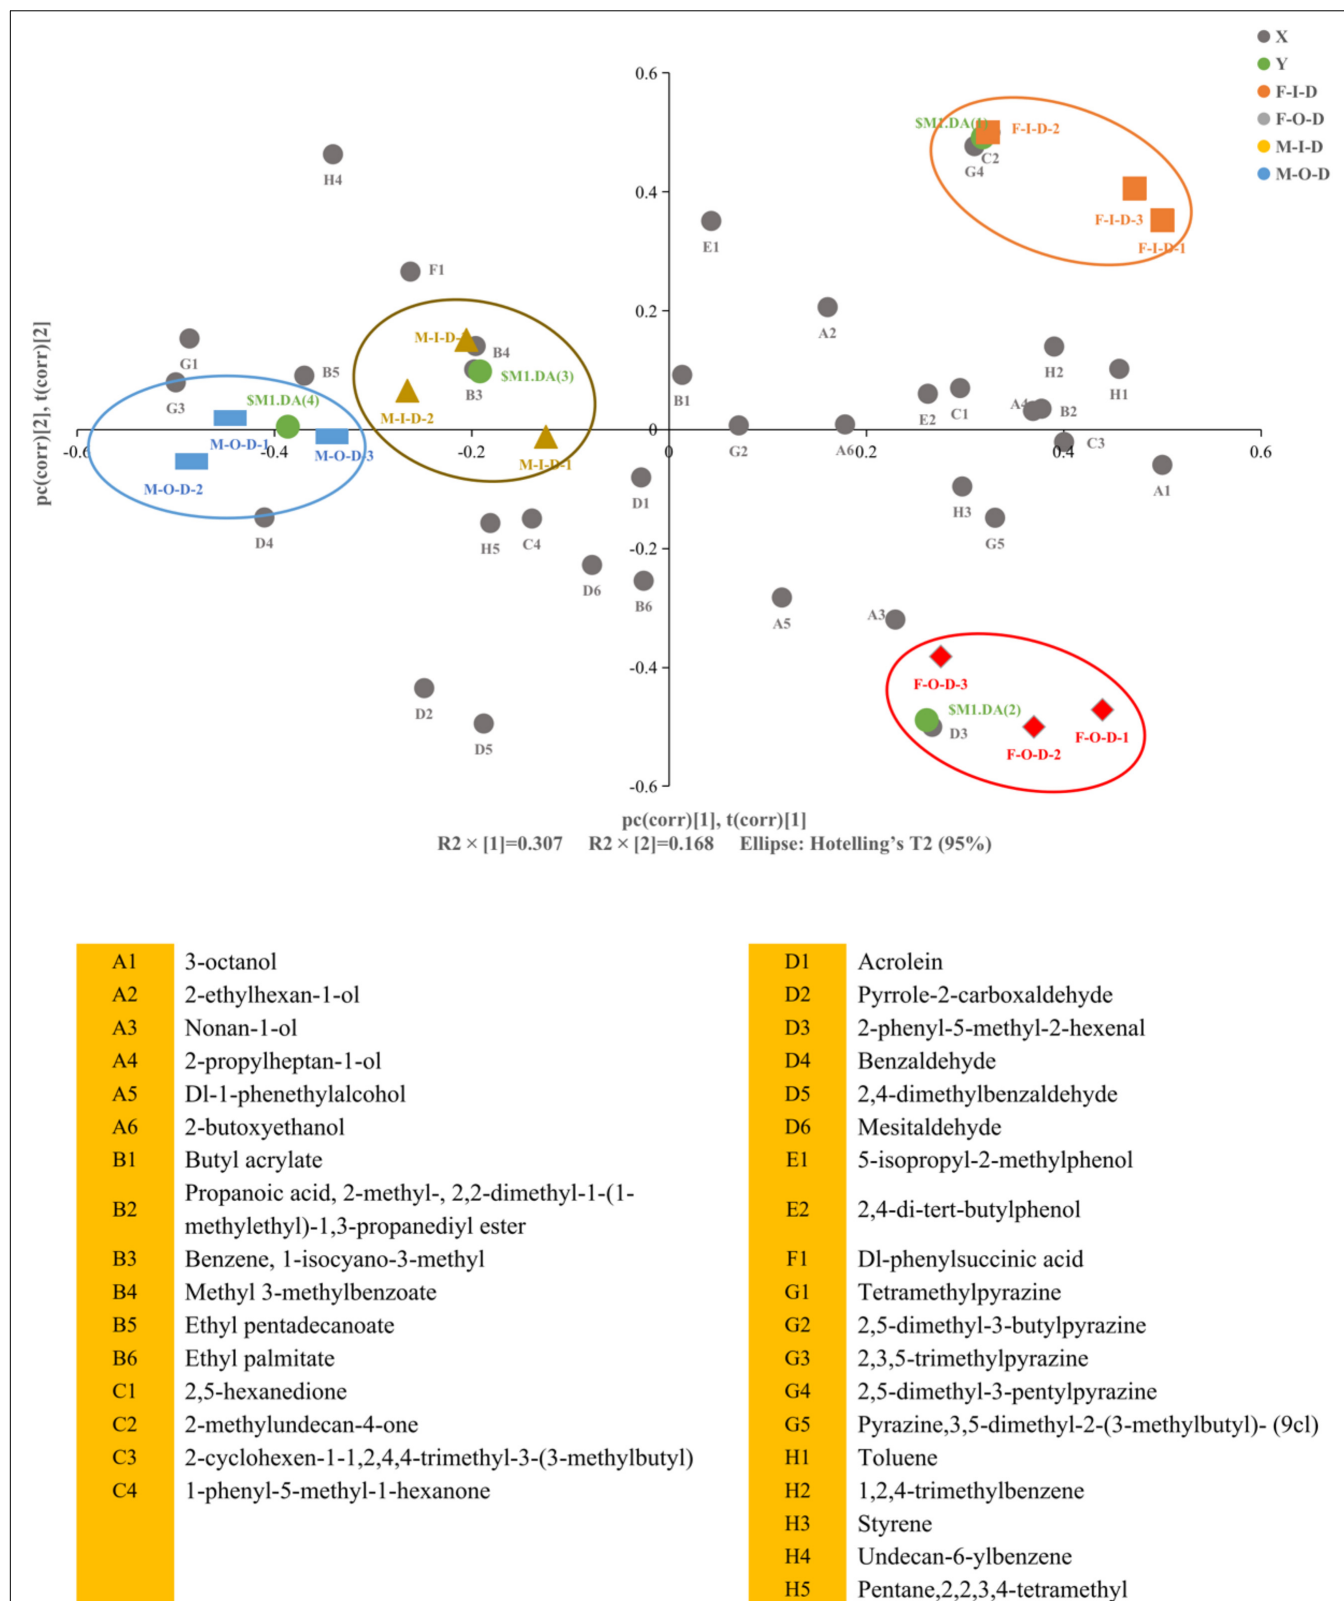 X
Y
F-I-D
F-O-D
M-I-D
M-O-D
0.6
$M1.DA(1)
F-I-D-2
C2
G4
H4
0.4
F-I-D-3
F-I-D-1
E1
F1
0.2
A2
G1
M-I-D-
B4
H2
H1
B5
$M1.DA(3)
B3
G3
$M1.DA(4)
M-I-D-2
B1
E2
C1
A4
B2
0
-0.6
M-O-D-1
-0.4
M-O-D-3
-0.2
M-I-D-1
0
G2
A6
0.2
0.4
C3
0.6
M-O-D-2
A1
D1
H3
D4
H5
C4
G5
-0.2
D6
B6
A5
A3
-0.4
F-O-D-3
D2
$M1.DA(2)
D5
D3
F-O-D-2
F-O-D-1
-0.6
pc(corr)[2], t(corr)[2]
pc(corr)[1], t(corr)[1]
R2 × [1]=0.307 R2 × [2]=0.168 Ellipse: Hotelling's T2 (95%)
A1 3-octanol
A2 2-ethylhexan-1-ol
A3 Nonan-1-ol
A4 2-propylheptan-1-ol
A5 Dl-1-phenethylalcohol
A6 2-butoxyethanol
B1 Butyl acrylate
B2 Propanoic acid, 2-methyl-, 2,2-dimethyl-1-(1-
methylethyl)-1,3-propanediyl ester
B3 Benzene, 1-isocyano-3-methyl
B4 Methyl 3-methylbenzoate
B5 Ethyl pentadecanoate
B6 Ethyl palmitate
C1 2,5-hexanedione
C2 2-methylundecan-4-one
C3 2-cyclohexen-1-1,2,4,4-trimethyl-3-(3-methylbutyl)
C4 1-phenyl-5-methyl-1-hexanone
D1 Acrolein
D2 Pyrrole-2-carboxaldehyde
D3 2-phenyl-5-methyl-2-hexenal
D4 Benzaldehyde
D5 2,4-dimethylbenzaldehyde
D6 Mesitaldehyde
E1 5-isopropyl-2-methylphenol
E2 2,4-di-tert-butylphenol
F1 Dl-phenylsuccinic acid
G1 Tetramethylpyrazine
G2 2,5-dimethyl-3-butylpyrazine
G3 2,3,5-trimethylpyrazine
G4 2,5-dimethyl-3-pentylpyrazine
G5 Pyrazine,3,5-dimethyl-2-(3-methylbutyl)- (9cl)
H1 Toluene
H2 1,2,4-trimethylbenzene
H3 Styrene
H4 Undecan-6-ylbenzene
H5 Pentane,2,2,3,4-tetramethyl